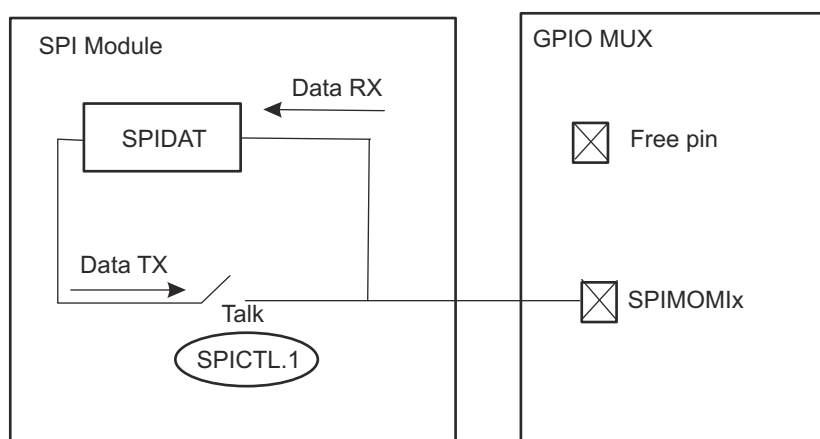 SPI Module
GPIO MUX
Data RX
SPIDAT
Free pin
Data TX
Talk
SPIMOMIx
SPICTL.1